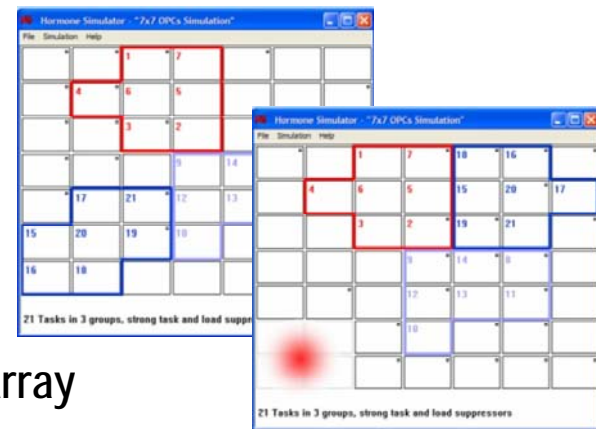 Hormone Simulator - "7x7 OPCs Simulation"
File Simulation Help
1 7
4 6 5
3 2
9 14
17 21 12 13
15 20 19 10
16 18
21 Tasks in 3 groups, strong task and load
Hormone Simulator - "7x7 OPCs Simulation"
File Simulation Help
1 7 18 16
4 6 5 15 20 17
3 2 19 21
9 14 8
12 13 11
10
21 Tasks in 3 groups, strong task and load suppressors